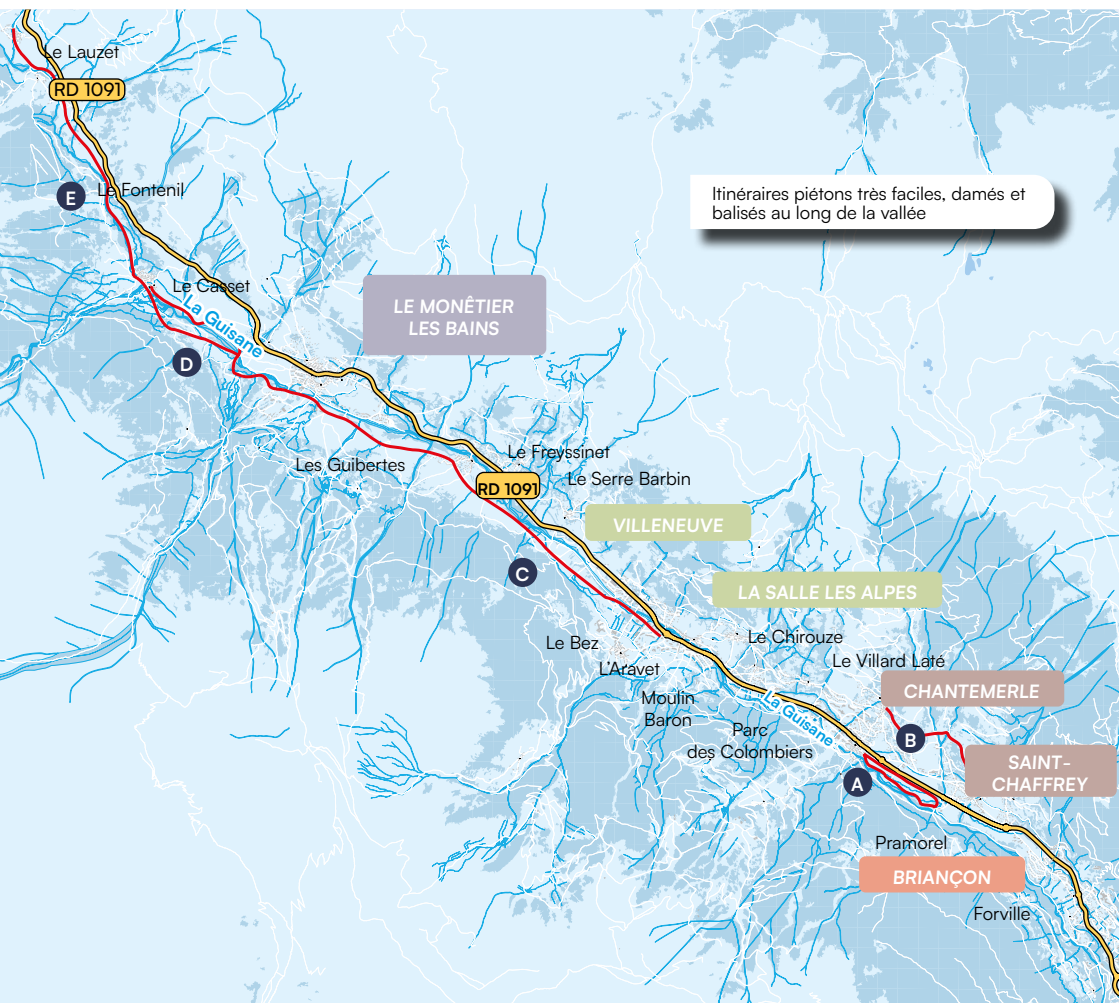 Le Lauzet
RD 1091
Itinéraires piétons très faciles, damés et
balisés au long de la vallée
E
Le Fontenil
Le Casset
La Guisane
LE MONÊTIER
LES BAINS
D
Les Guibertes
Le Freyssinet
RD 1091
Le Serre Barbin
VILLENEUVE
C
LA SALLE LES ALPES
Le Bez
Le Chirouze
L'Aravet
Le Villard Laté
Moulin
Baron
CHANTEMERLE
La Guisane
Parc
des Colombiers
B
SAINT-
CHAFFREY
A
Pramorel
BRIANÇON
Forville